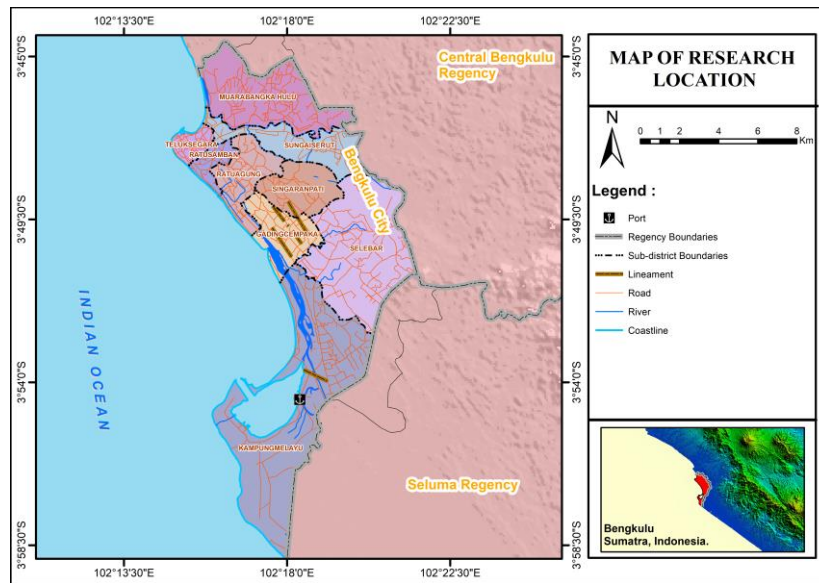 102°13'30"E
102°18'0"E
102°22'30"E
3°45'0"S
3°49'30"S
3°54'0"S
3°58'30"S
Central Bengkulu
Regency
MUARABANGKA HULU
TELUKSEGARA
RATUSAMBAN
SUNGAISERUT
RATUAGUNG
SINGARANPATI
Bengkulu City
GADINGCEMPAKA
SELEBAR
INDIAN OCEAN
KAMPUNGMELAYU
Seluma Regency
3°45'0"S
3°49'30"S
3°54'0"S
3°58'30"S
102°13'30"E
102°18'0"E
102°22'30"E
MAP OF RESEARCH
LOCATION
N
0 1 2 4 6 8
Km
Legend :
Port
Regency Boundaries
Sub-district Boundaries
Lineament
Road
River
Coastline
Bengkulu
Sumatra, Indonesia.